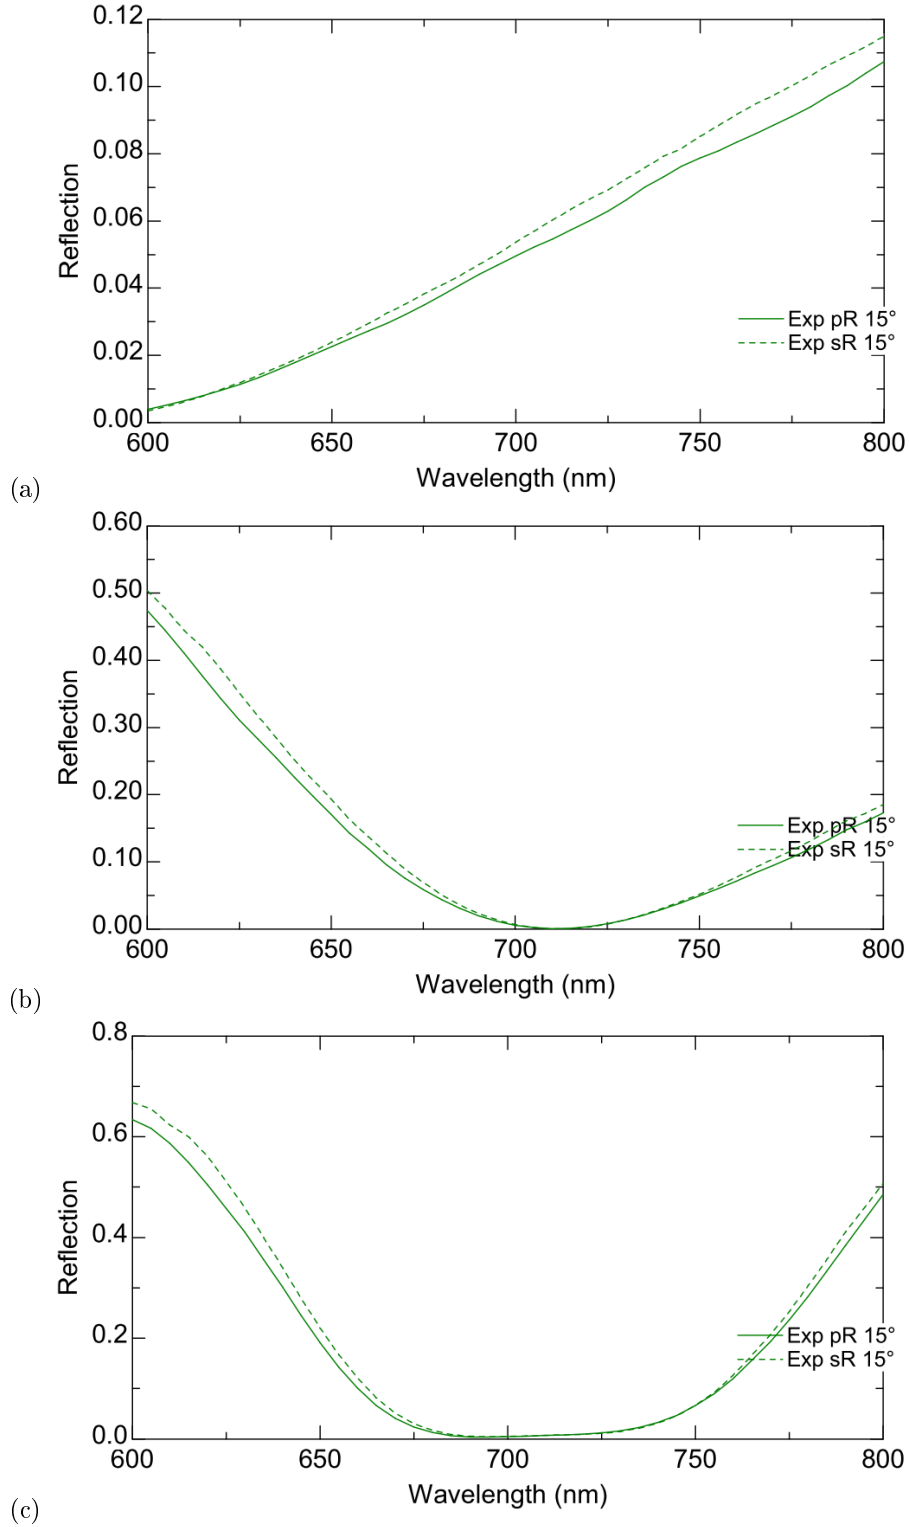 0.12
0.10
0.08
0.06
0.04
0.02
0.00
Reflection
Exp pR 15°
Exp sR 15°
600 650 700 750 800
Wavelength (nm)
(a)
0.60
0.50
0.40
0.30
0.20
0.10
0.00
Reflection
Exp pR 15°
Exp sR 15°
600 650 700 750 800
Wavelength (nm)
(b)
0.8
0.6
0.4
0.2
0.0
Reflection
Exp pR 15°
Exp sR 15°
600 650 700 750 800
Wavelength (nm)
(c)